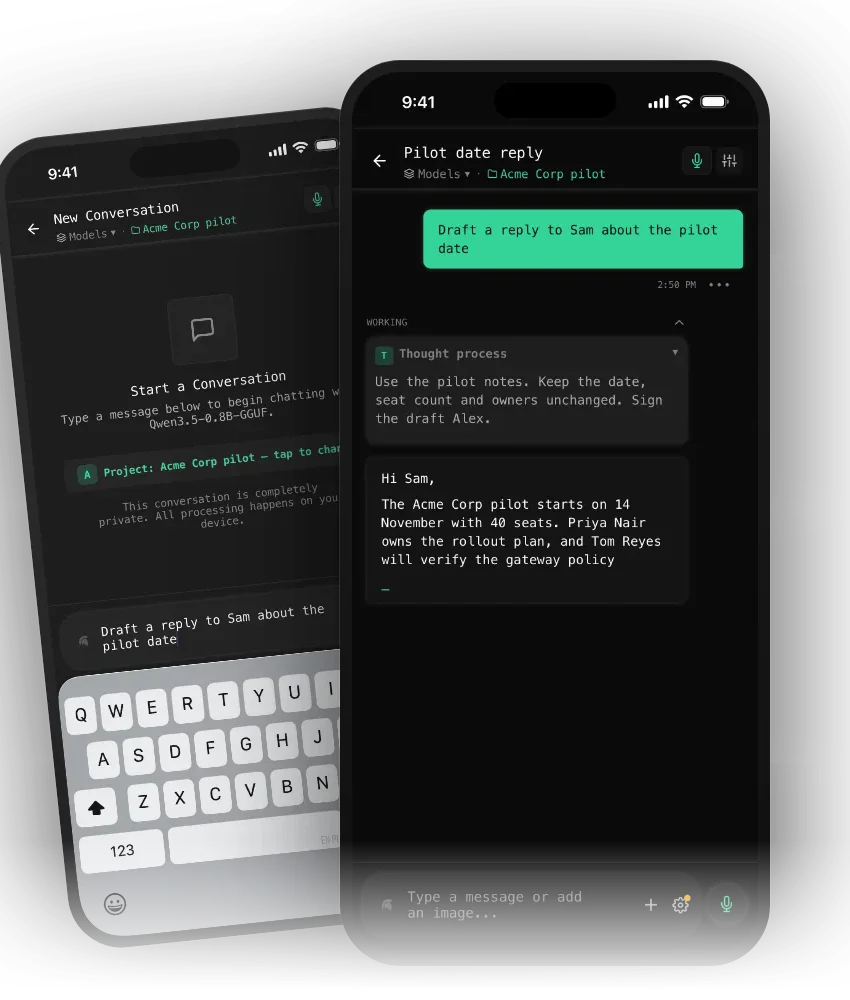 9:41
New Conversation
Models ▾ · Acme Corp pilot
Start a Conversation
Type a message below to begin chatting
Qwen3.5-0.8B-GGUF.
A Project: Acme Corp pilot — tap to
This conversation is completely
private. All processing happens on
device.
Draft a reply to Sam about the
pilot date
Q W E R T Y U I
A S D F G H J
Z X C V B N
123
9:41
Pilot date reply
Models ▾ · Acme Corp pilot
Draft a reply to Sam about the pilot
date
2:50 PM
WORKING
T Thought process
Use the pilot notes. Keep the date,
seat count and owners unchanged. Sign
the draft Alex.
Hi Sam,
The Acme Corp pilot starts on 14
November with 40 seats. Priya Nair
owns the rollout plan, and Tom Reyes
will verify the gateway policy
Type a message or add
an image...